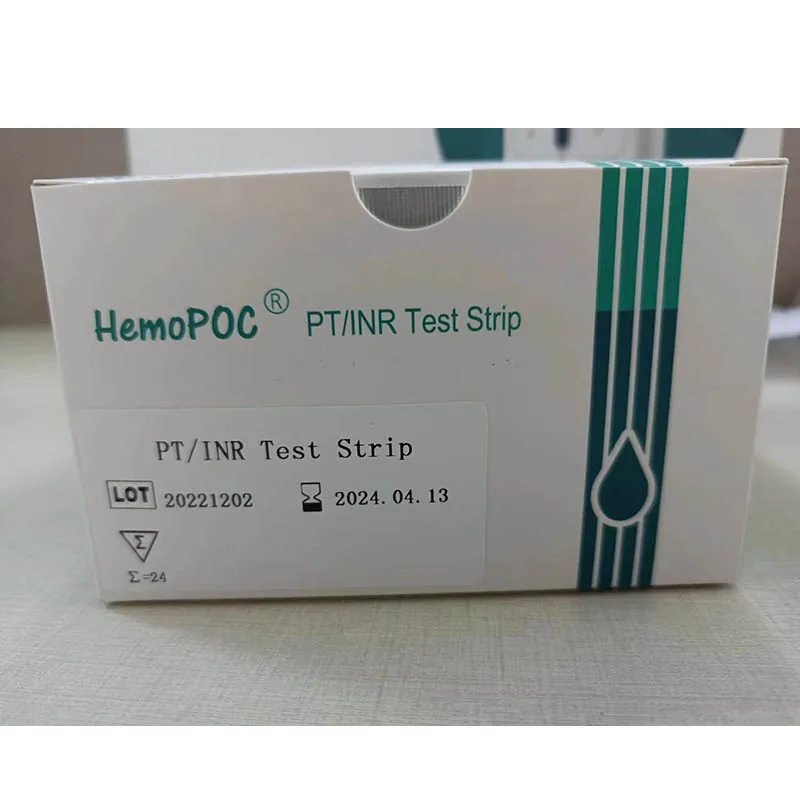 HemoPOC® PT/INR Test Strip
PT/INR Test Strip
LOT 20221202 2024.04.13
Σ
Σ=24